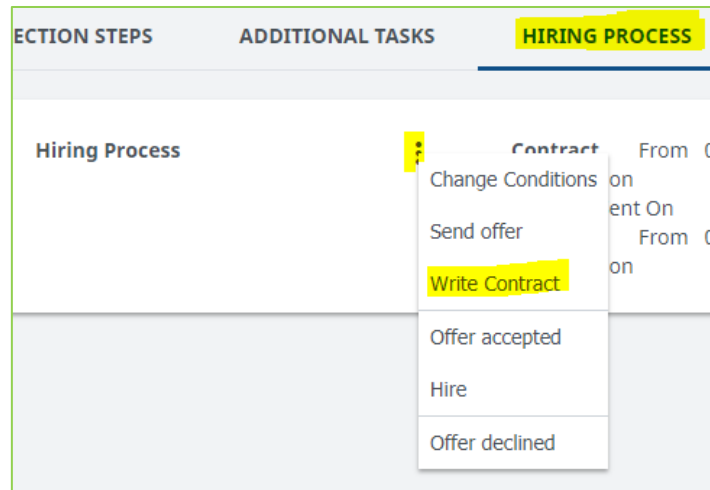 ECTION STEPS ADDITIONAL TASKS HIRING PROCESS
Hiring Process Contract From
Change Conditions on
ent On
Send offer From
Write Contract on
Offer accepted
Hire
Offer declined